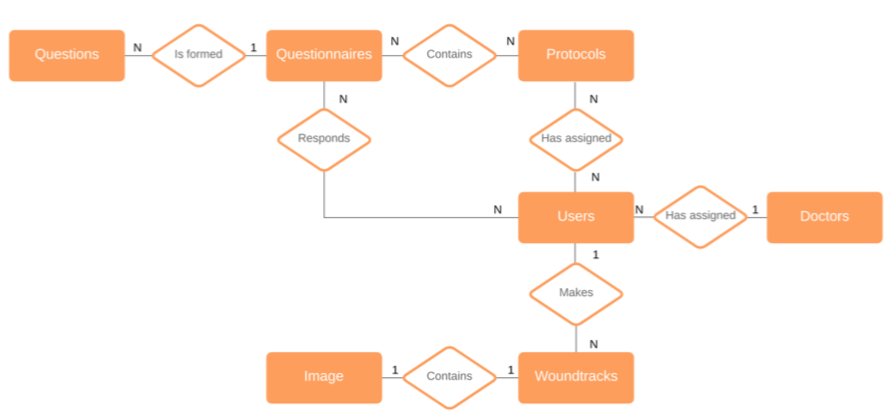 Questions N Is formed 1 Questionnaires N Contains N Protocols
N N
Responds Has assigned
N
N Users N Has assigned 1 Doctors
1
Makes
N
Image 1 Contains 1 Woundtracks